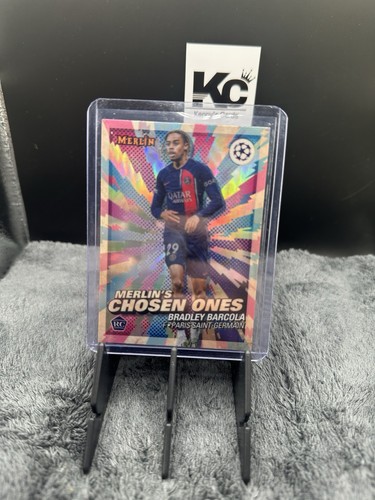 KC
MERLIN
QATAR
29
MERLIN'S
CHOSEN ONES
BRADLEY BARCOLA
PARIS SAINT-GERMAIN
RC